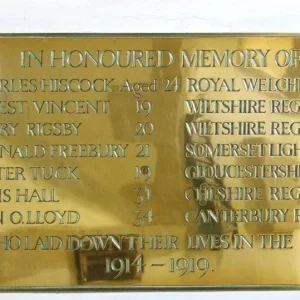 IN HONOURED MEMORY OF
RLES HISCOCK Aged 24 ROYAL WELCH
EST VINCENT 19 WILTSHIRE REG
RY RIGSBY 20 WILTSHIRE REG
NALD FREEBURY 21 SOMERSET LIGH
TER TUCK 19 GLOUCESTERSHI
IS HALL 31 CHESHIRE REG
N O. LLOYD 34 CANTERBURY R
HO LAID DOWN THEIR LIVES IN THE
1914 – 1919.